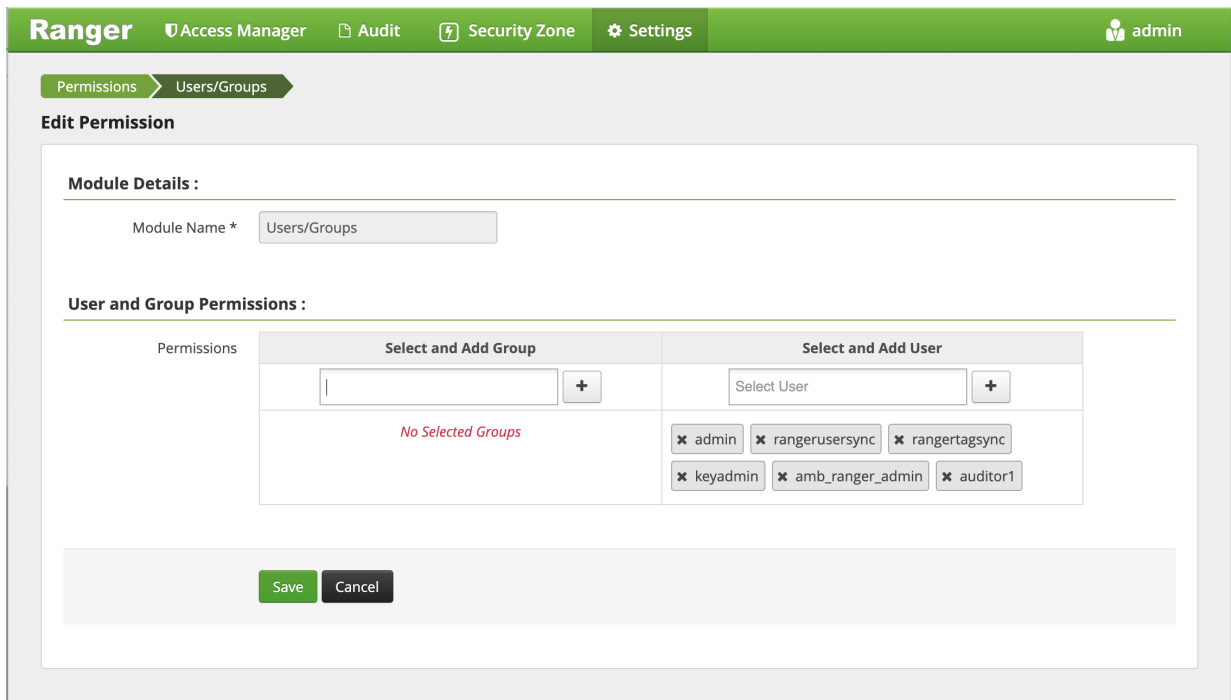 Ranger Access Manager Audit Security Zone Settings admin
Permissions Users/Groups
Edit Permission
Module Details :
Module Name * Users/Groups
User and Group Permissions :
Permissions Select and Add Group Select and Add User
Select User
No Selected Groups
admin rangerusersync rangertagsync
keyadmin amb_ranger_admin auditor1
Save Cancel